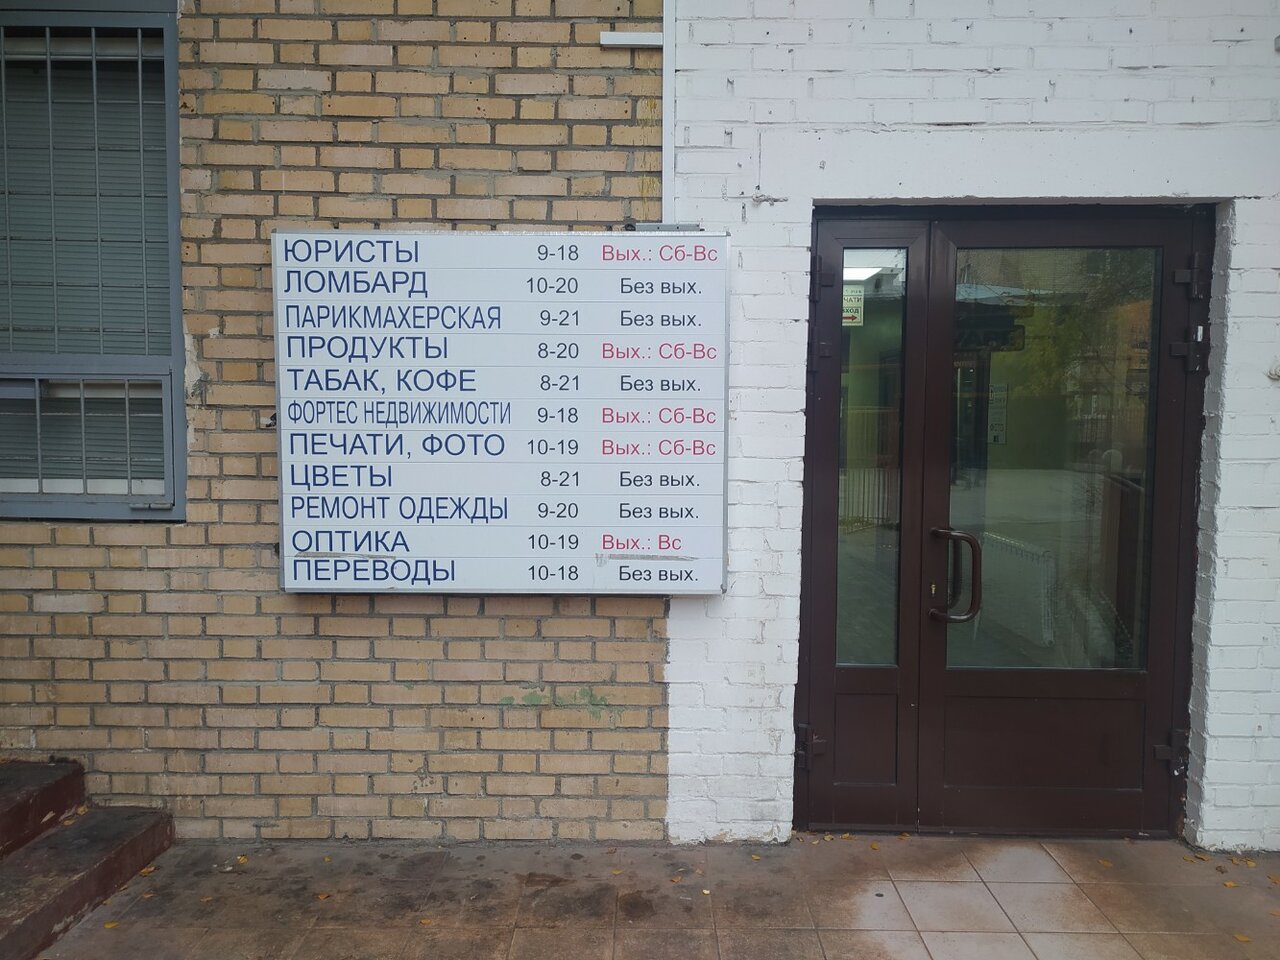 ЮРИСТЫ 9-18 Вых.: Сб-Вс
ЛОМБАРД 10-20 Без вых.
ПАРИКМАХЕРСКАЯ 9-21 Без вых.
ПРОДУКТЫ 8-20 Вых.: Сб-Вс
ТАБАК, КОФЕ 8-21 Без вых.
ФОРТЕС НЕДВИЖИМОСТИ 9-18 Вых.: Сб-Вс
ПЕЧАТИ, ФОТО 10-19 Вых.: Сб-Вс
ЦВЕТЫ 8-21 Без вых.
РЕМОНТ ОДЕЖДЫ 9-20 Без вых.
ОПТИКА 10-19 Вых.: Вс
ПЕРЕВОДЫ 10-18 Без вых.
ФОТО